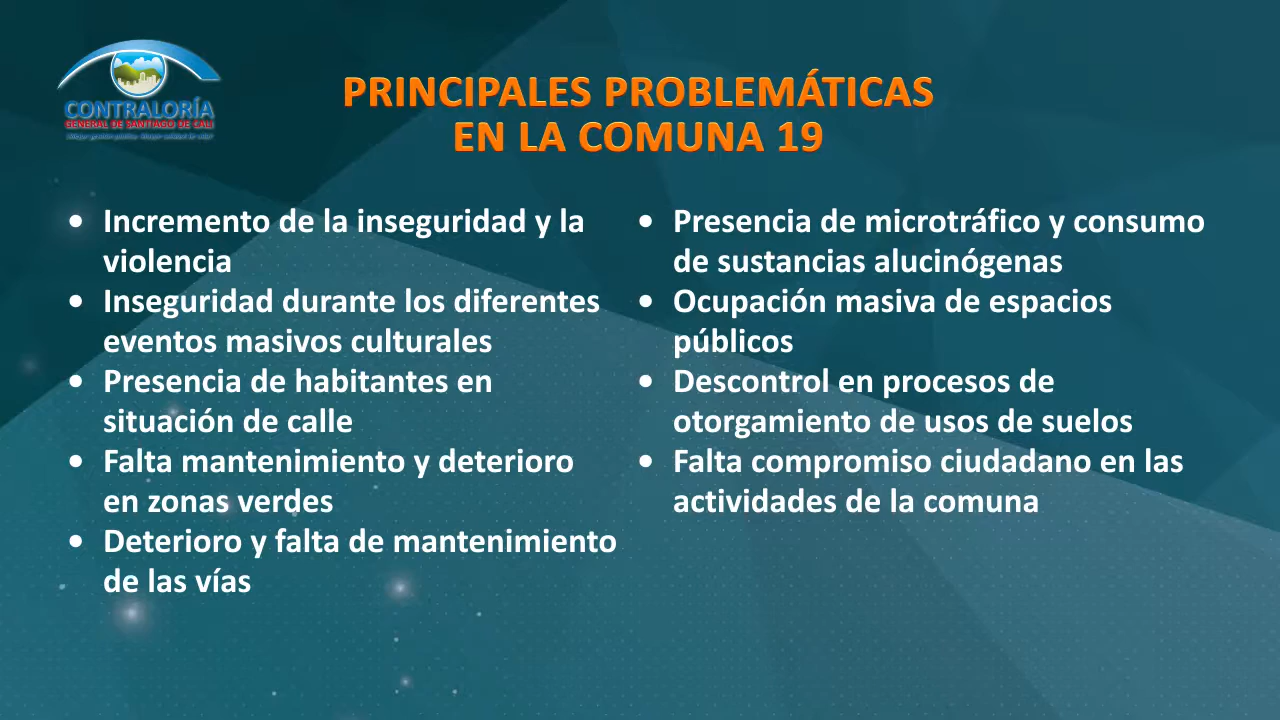 CONTRALORÍA
GENERAL DE SANTIAGO DE CALI
PRINCIPALES PROBLEMÁTICAS
EN LA COMUNA 19
• Incremento de la inseguridad y la
violencia
• Inseguridad durante los diferentes
eventos masivos culturales
• Presencia de habitantes en
situación de calle
• Falta mantenimiento y deterioro
en zonas verdes
• Deterioro y falta de mantenimiento
de las vías
• Presencia de microtráfico y consumo
de sustancias alucinógenas
• Ocupación masiva de espacios
públicos
• Descontrol en procesos de
otorgamiento de usos de suelos
• Falta compromiso ciudadano en las
actividades de la comuna